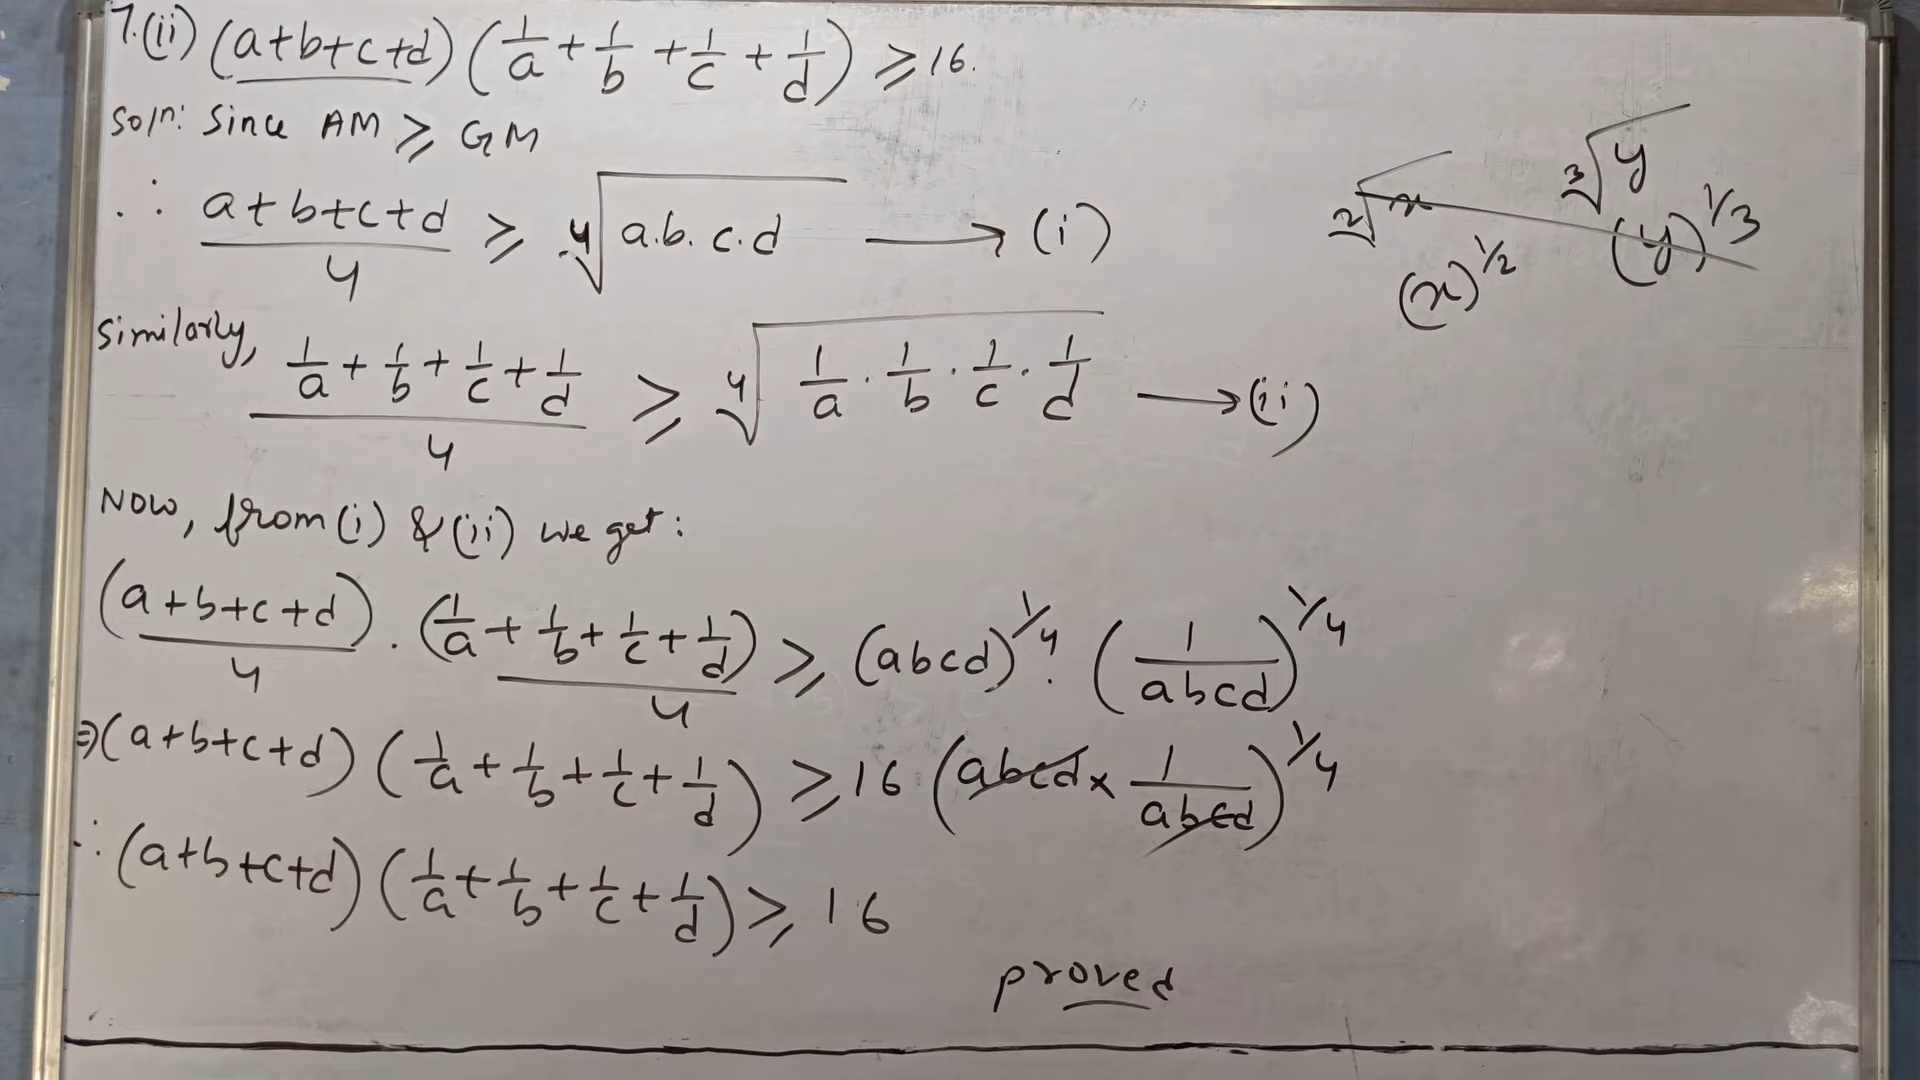 7.(ii) (a+b+c+d) (1/a + 1/b + 1/c + 1/d) ⩾ 16.
Soln: Since AM ⩾ GM
∴ (a+b+c+d)/4 ⩾ ∜(a.b.c.d) ⟶ (i)
²√x (x)^1/2
³√y (y)^1/3
Similarly, (1/a + 1/b + 1/c + 1/d)/4 ⩾ ∜(1/a . 1/b . 1/c . 1/d) ⟶ (ii)
Now, from (i) & (ii) we get:
(a+b+c+d)/4 . (1/a + 1/b + 1/c + 1/d)/4 ⩾ (abcd)^1/4 . (1/abcd)^1/4
⇒ (a+b+c+d) (1/a + 1/b + 1/c + 1/d) ⩾ 16 (abcd × 1/abcd)^1/4
∴ (a+b+c+d) (1/a + 1/b + 1/c + 1/d) ⩾ 16
proved